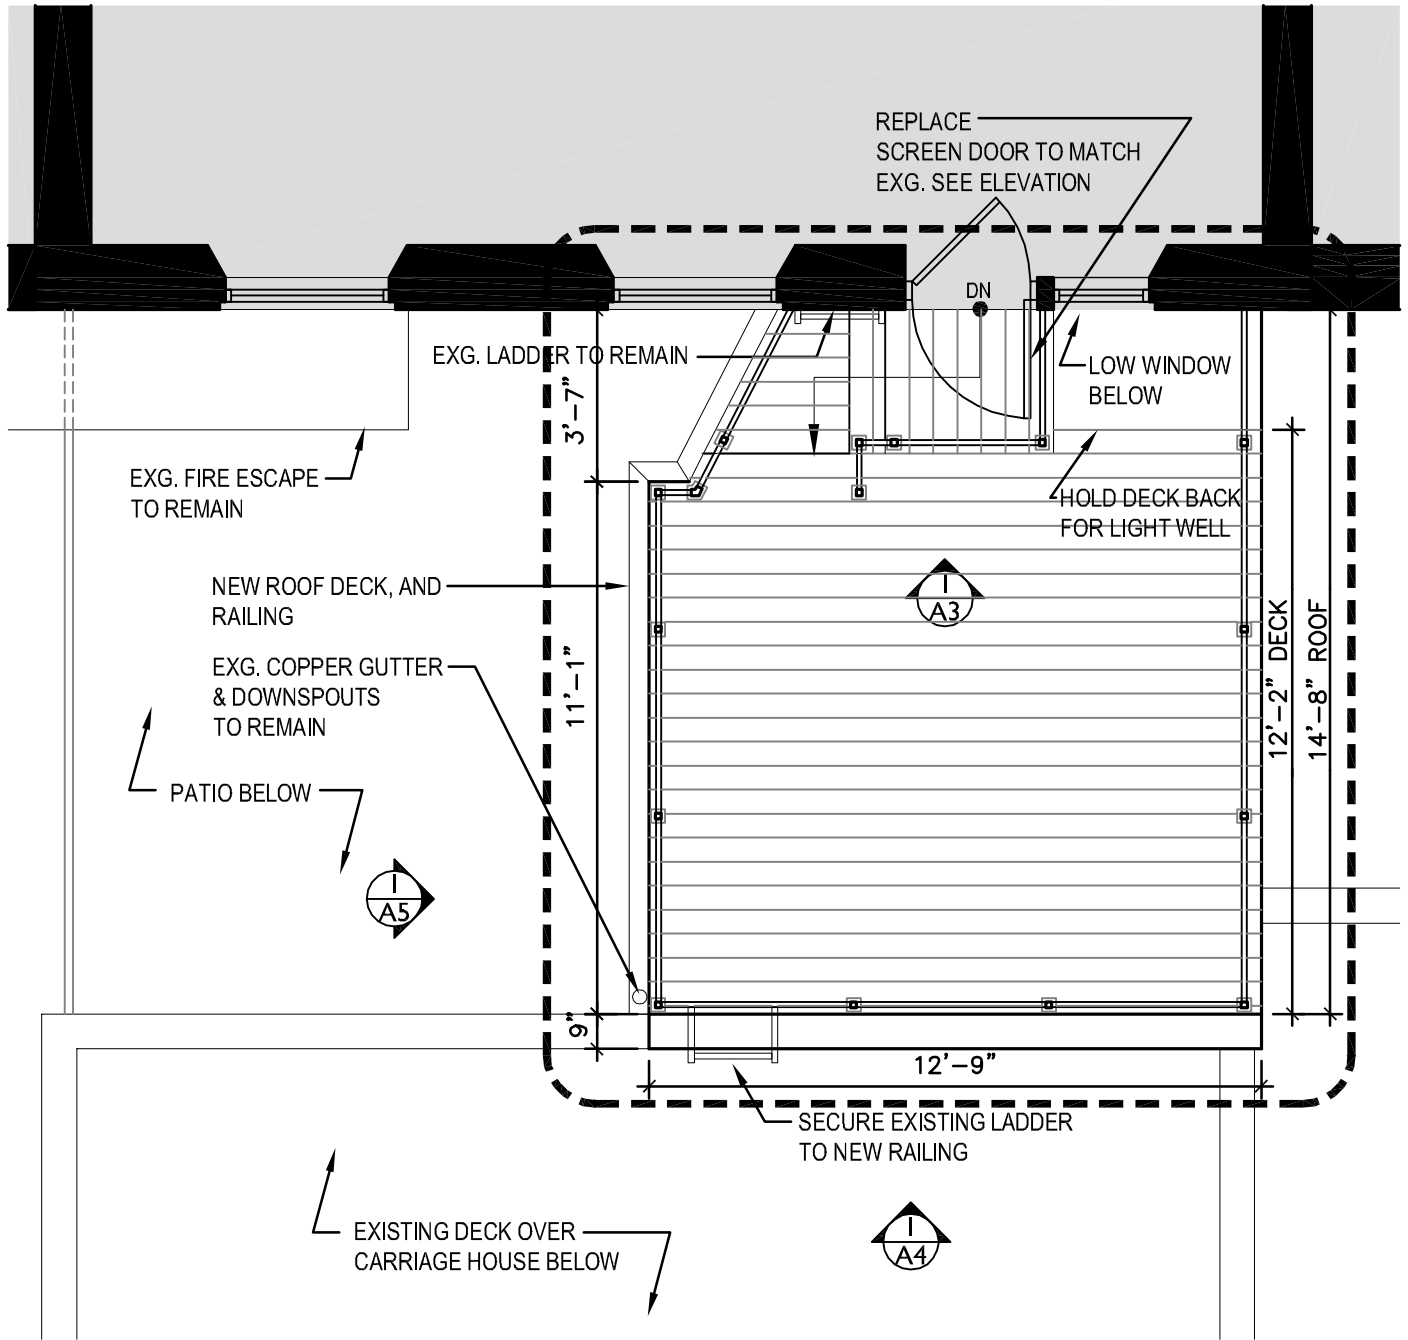 REPLACE
SCREEN DOOR TO MATCH
EXG. SEE ELEVATION
DN
EXG. LADDER TO REMAIN
LOW WINDOW
BELOW
3'-7"
EXG. FIRE ESCAPE
TO REMAIN
HOLD DECK BACK
FOR LIGHT WELL
NEW ROOF DECK, AND
RAILING
I
A3
EXG. COPPER GUTTER
& DOWNSPOUTS
TO REMAIN
11'-1"
12'-2" DECK
14'-8" ROOF
PATIO BELOW
I
A5
9"
12'-9"
SECURE EXISTING LADDER
TO NEW RAILING
EXISTING DECK OVER
CARRIAGE HOUSE BELOW
I
A4